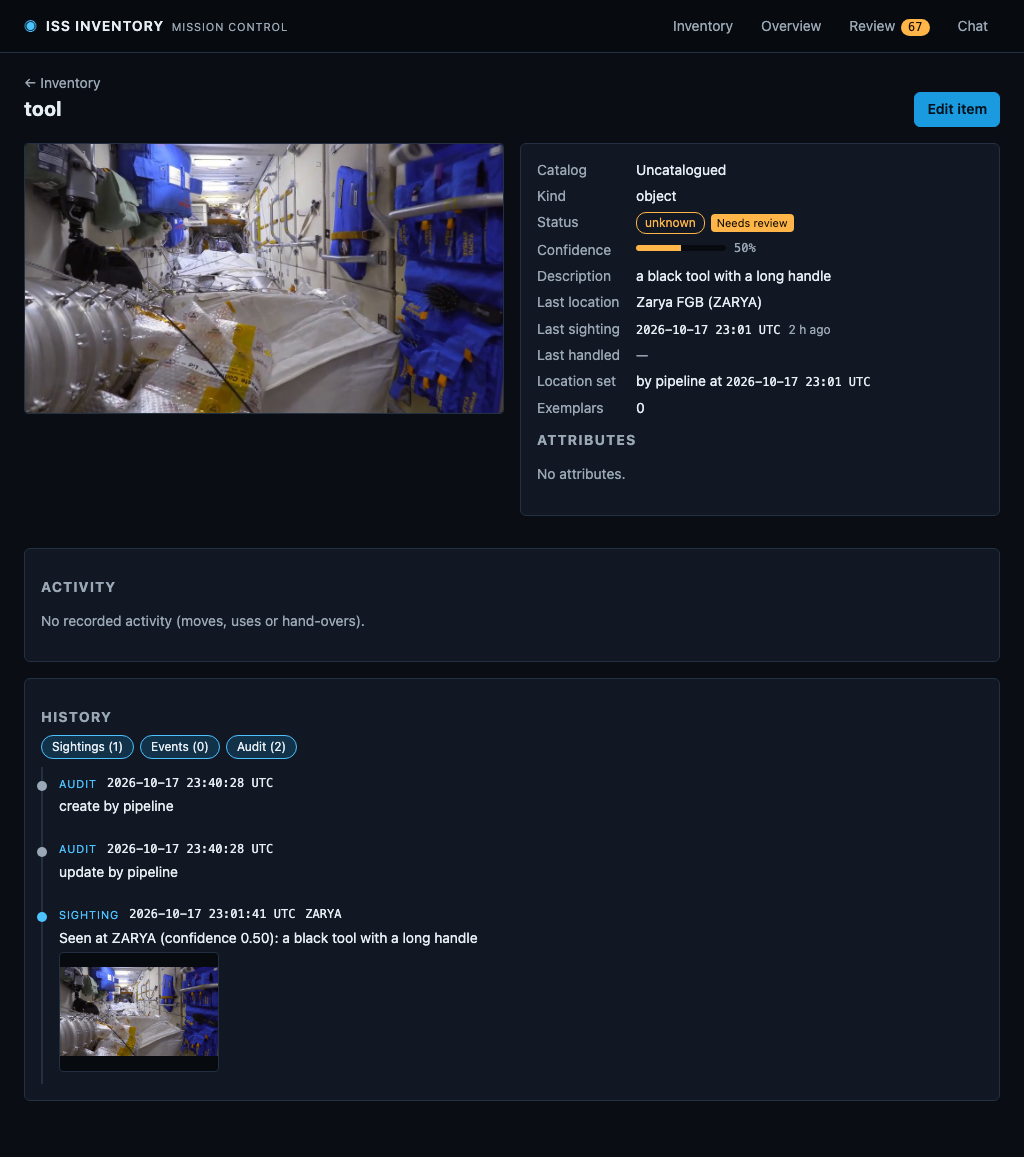 ISS INVENTORY MISSION CONTROL
Inventory
Overview
Review 67
Chat
← Inventory
tool
Edit item
Catalog Uncatalogued
Kind object
Status unknown Needs review
Confidence 50%
Description a black tool with a long handle
Last location Zarya FGB (ZARYA)
Last sighting 2026-10-17 23:01 UTC 2 h ago
Last handled —
Location set by pipeline at 2026-10-17 23:01 UTC
Exemplars 0
ATTRIBUTES
No attributes.
ACTIVITY
No recorded activity (moves, uses or hand-overs).
HISTORY
Sightings (1) Events (0) Audit (2)
AUDIT 2026-10-17 23:40:28 UTC
create by pipeline
AUDIT 2026-10-17 23:40:28 UTC
update by pipeline
SIGHTING 2026-10-17 23:01:41 UTC ZARYA
Seen at ZARYA (confidence 0.50): a black tool with a long handle